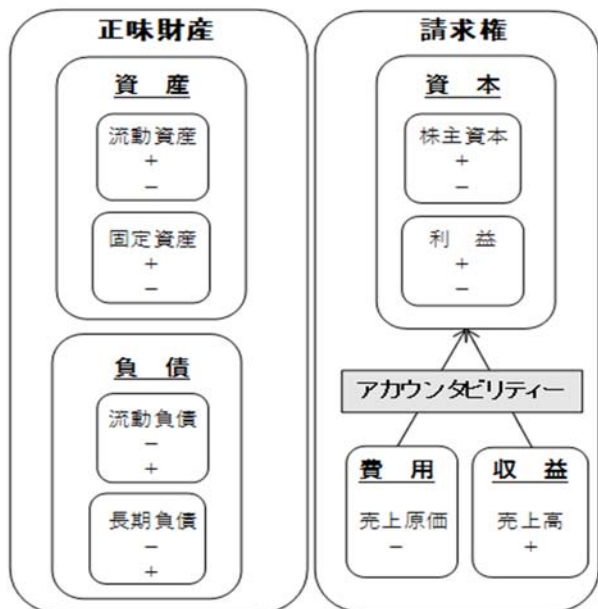 正味財産
資　産
流動資産
+
−
固定資産
+
−
負　債
流動負債
−
+
長期負債
−
+
請求権
資　本
株主資本
+
−
利　益
+
−
アカウンタビリティー
費　用
売上原価
−
収　益
売上高
+